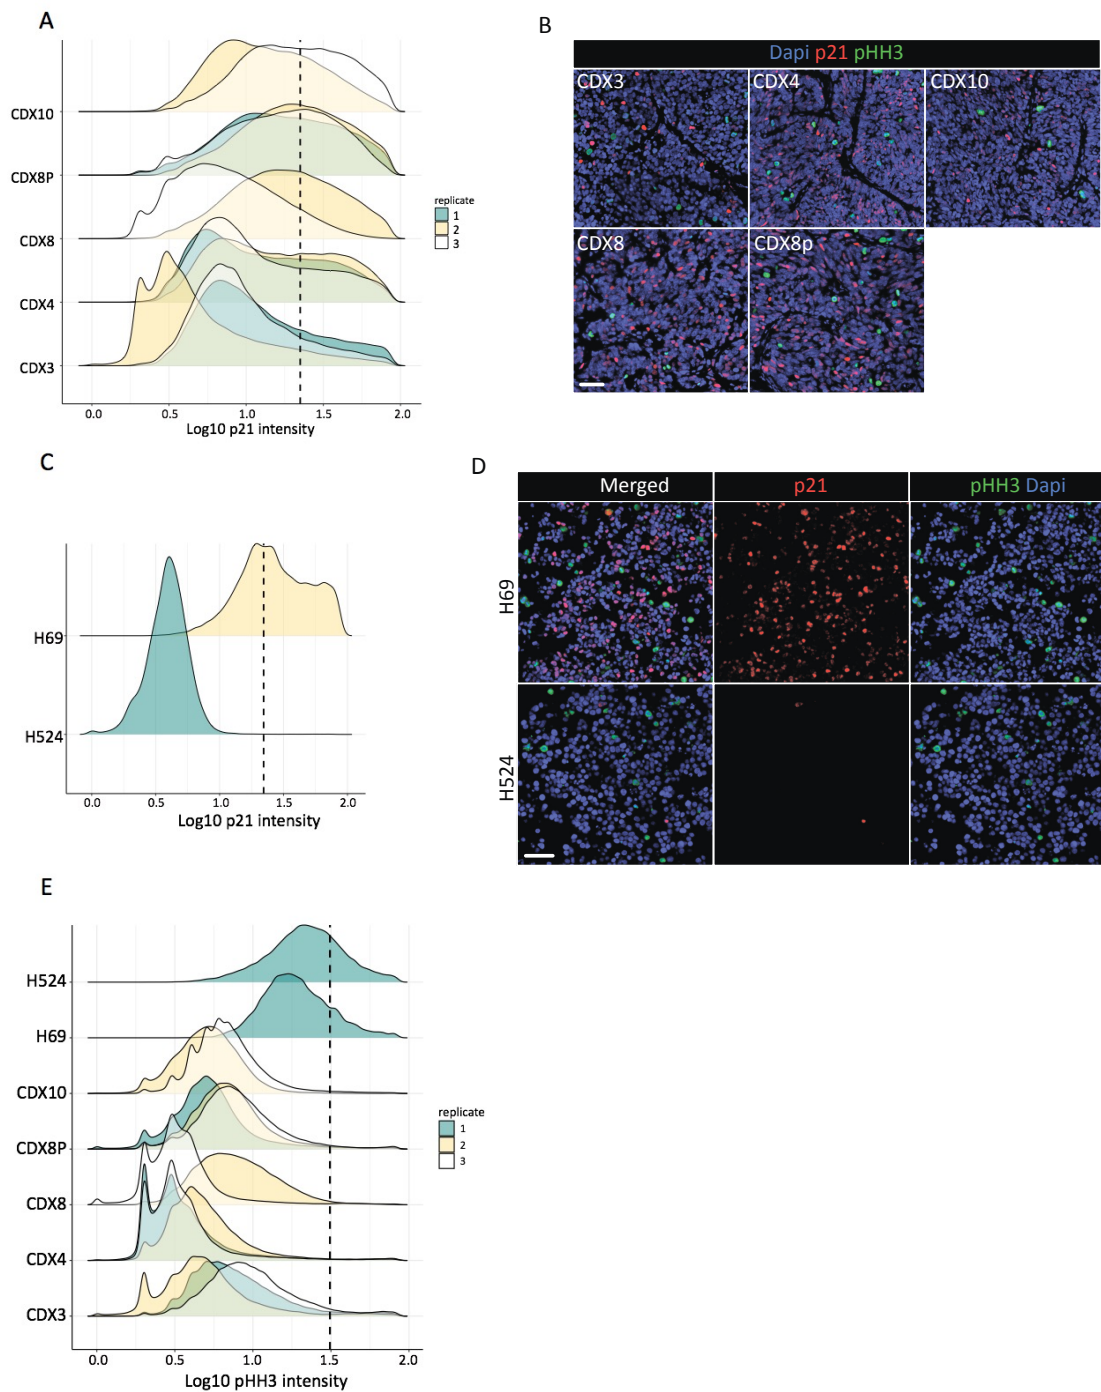 A
CDX10
CDX8P
CDX8
CDX4
CDX3
0.0 0.5 1.0 1.5 2.0
Log10 p21 intensity
replicate
1
2
3
B
Dapi p21 pHH3
CDX3 CDX4 CDX10
CDX8 CDX8p
C
H69
H524
0.0 0.5 1.0 1.5 2.0
Log10 p21 intensity
D
Merged p21 pHH3 Dapi
H69
H524
E
H524
H69
CDX10
CDX8P
CDX8
CDX4
CDX3
0.0 0.5 1.0 1.5 2.0
Log10 pHH3 intensity
replicate
1
2
3